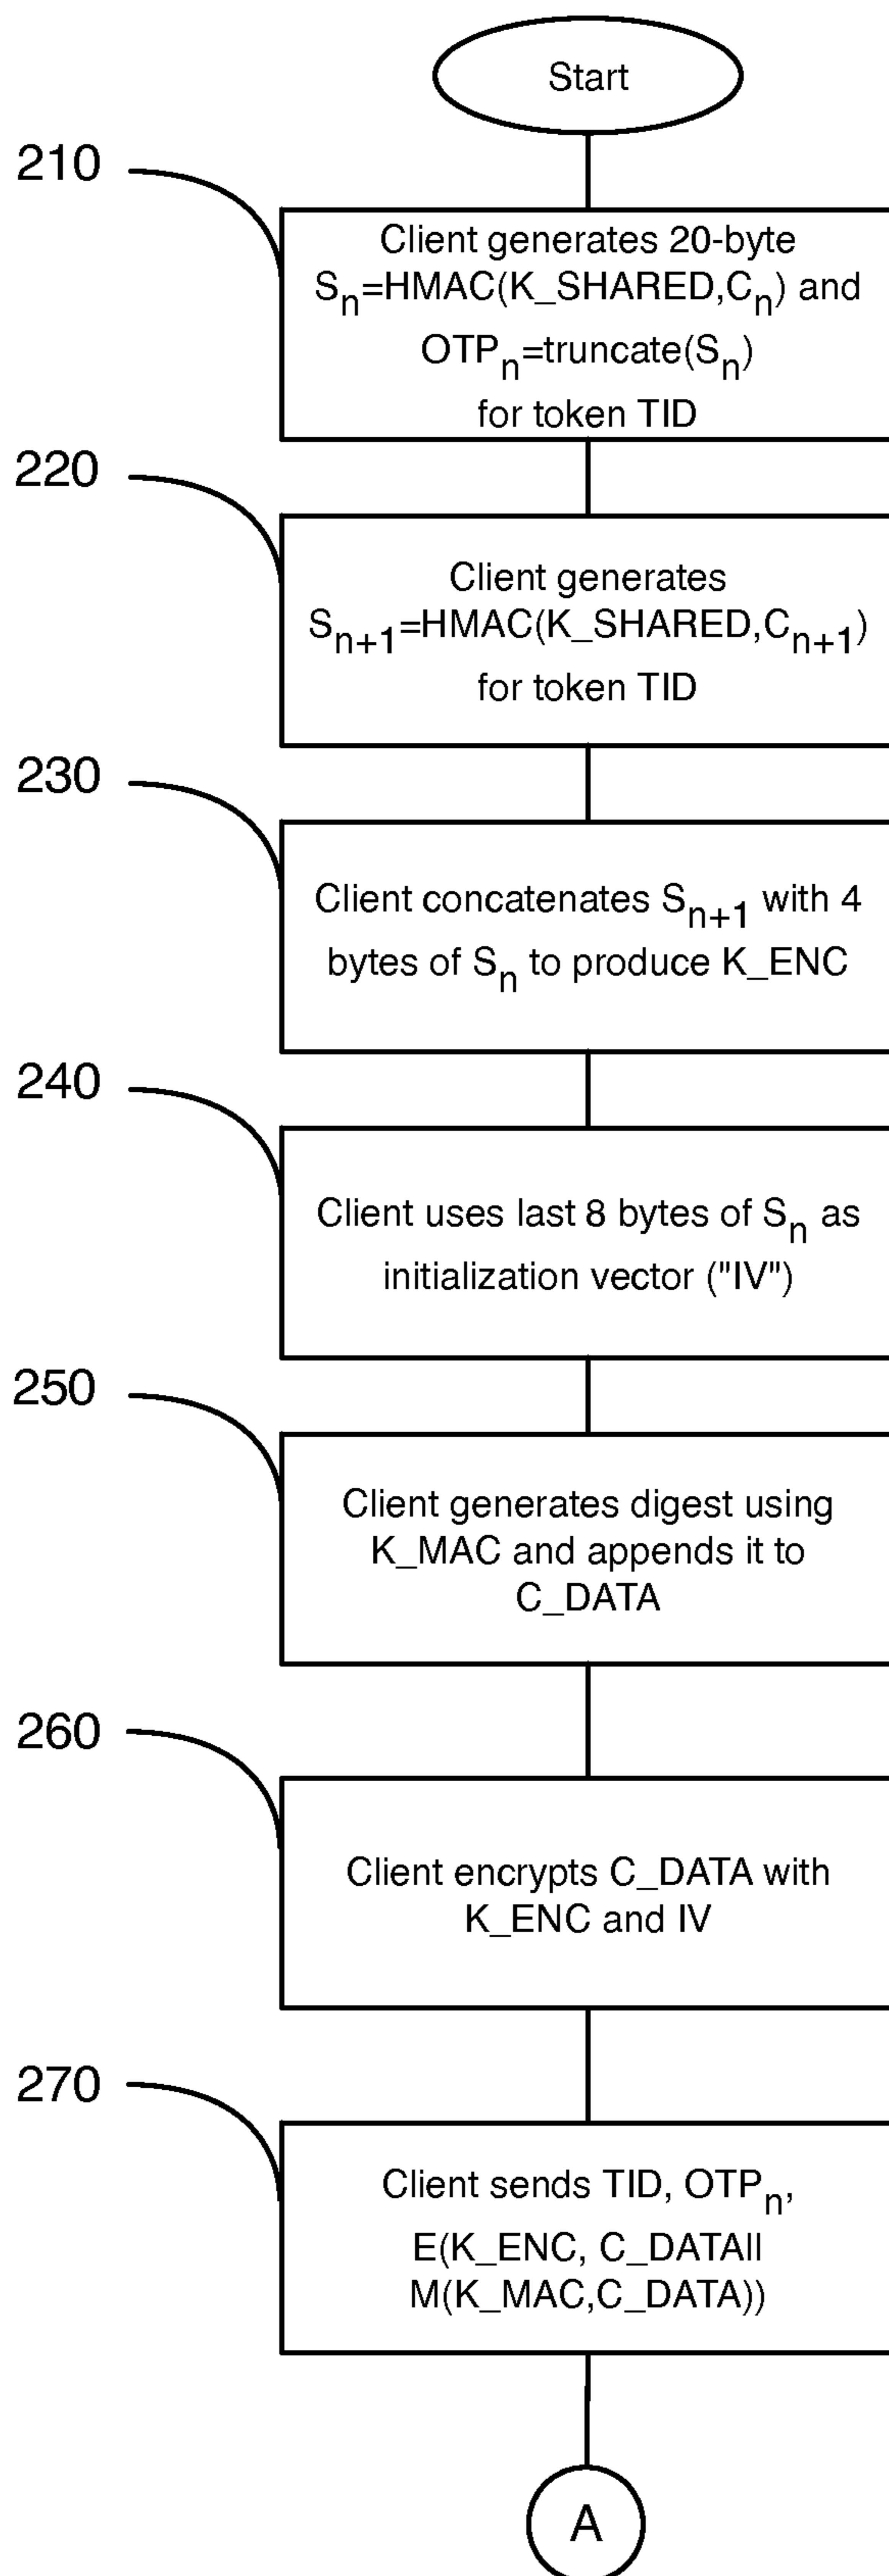 Start
210
Client generates 20-byte
Sn=HMAC(K_SHARED,Cn) and
OTPn=truncate(Sn)
for token TID
220
Client generates
Sn+1=HMAC(K_SHARED,Cn+1)
for token TID
230
Client concatenates Sn+1 with 4
bytes of Sn to produce K_ENC
240
Client uses last 8 bytes of Sn as
initialization vector ("IV")
250
Client generates digest using
K_MAC and appends it to
C_DATA
260
Client encrypts C_DATA with
K_ENC and IV
270
Client sends TID, OTPn,
E(K_ENC, C_DATAII
M(K_MAC,C_DATA))
A